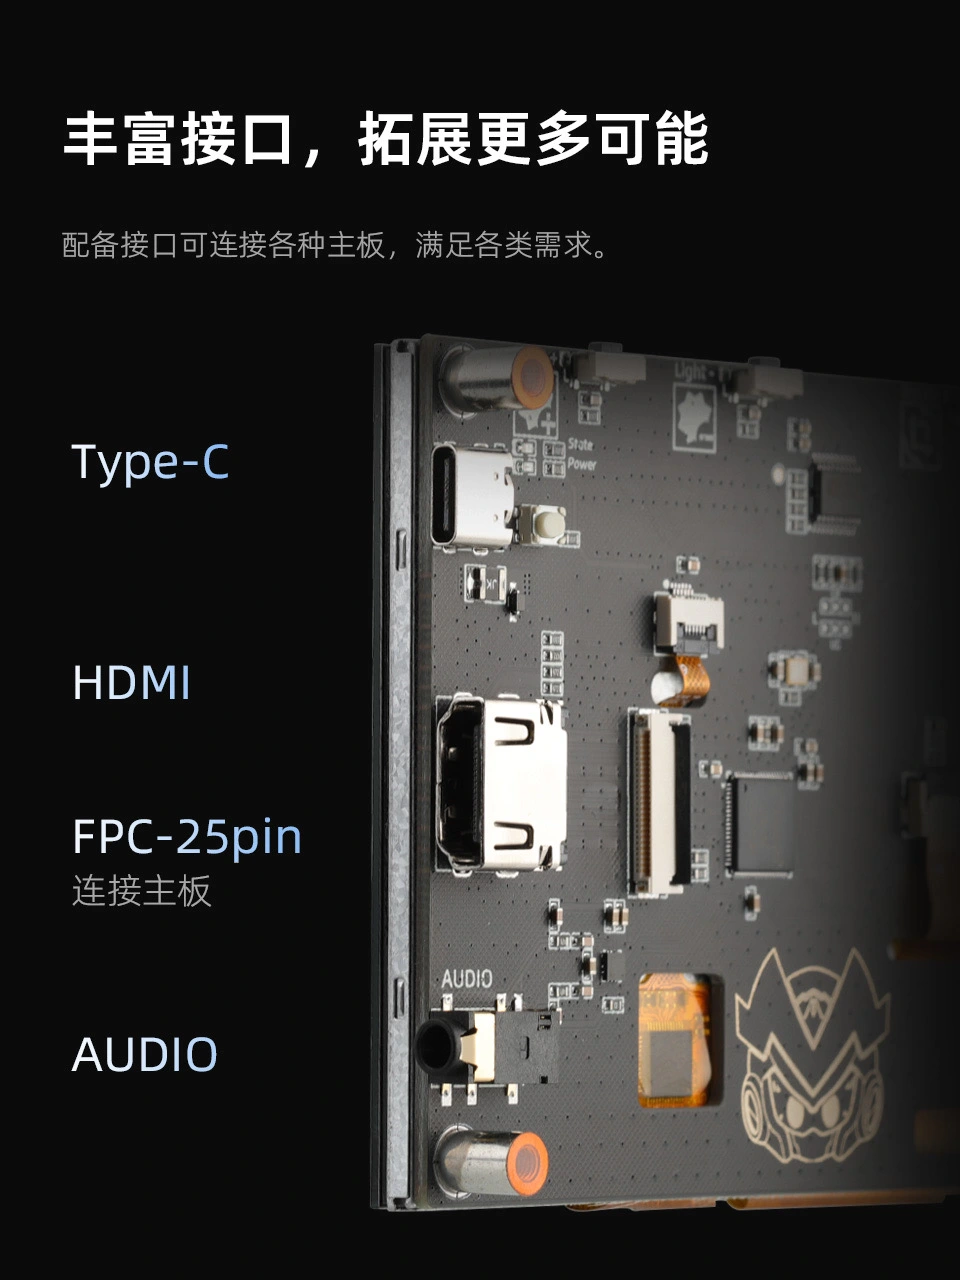 丰富接口，拓展更多可能
配备接口可连接各种主板，满足各类需求。
Light -
State
Power
Type-C
JK
HDMI
FPC-25pin
连接主板
AUDIO
AUDIO